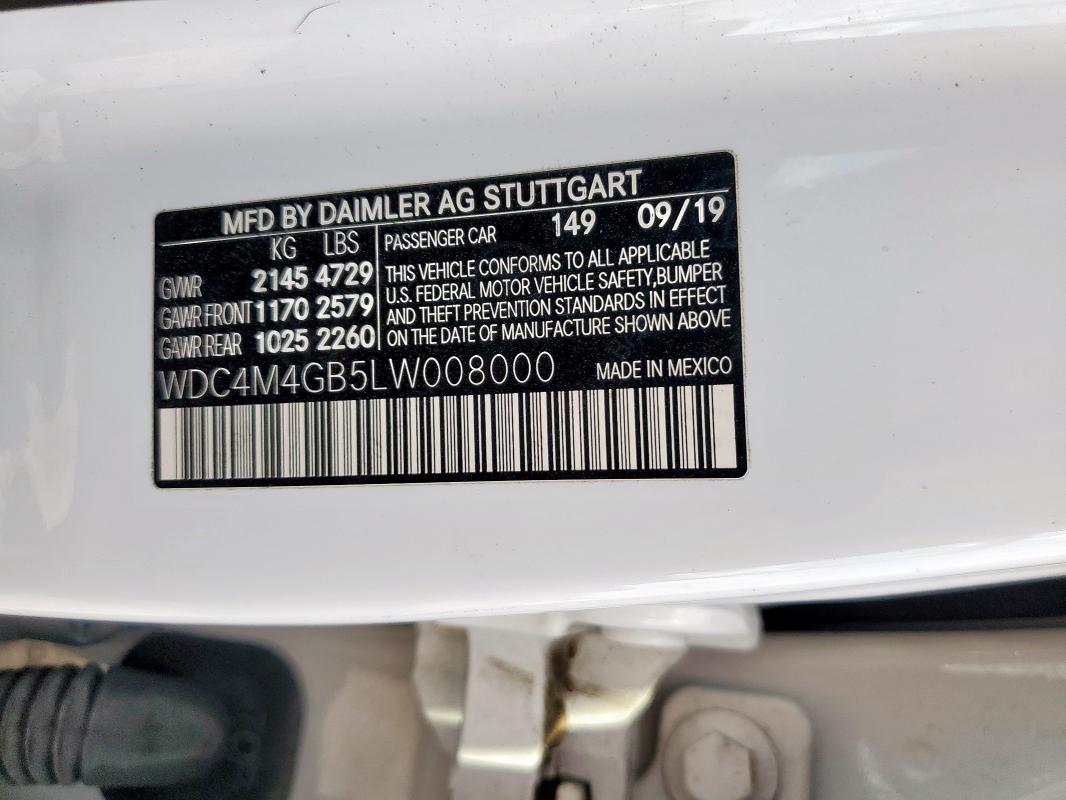 MFD BY DAIMLER AG STUTTGART
KG LBS
GVWR 2145 4729
GAWR FRONT 1170 2579
GAWR REAR 1025 2260
PASSENGER CAR 149 09/19
THIS VEHICLE CONFORMS TO ALL APPLICABLE
U.S. FEDERAL MOTOR VEHICLE SAFETY,BUMPER
AND THEFT PREVENTION STANDARDS IN EFFECT
ON THE DATE OF MANUFACTURE SHOWN ABOVE
WDC4M4GB5LW008000 MADE IN MEXICO